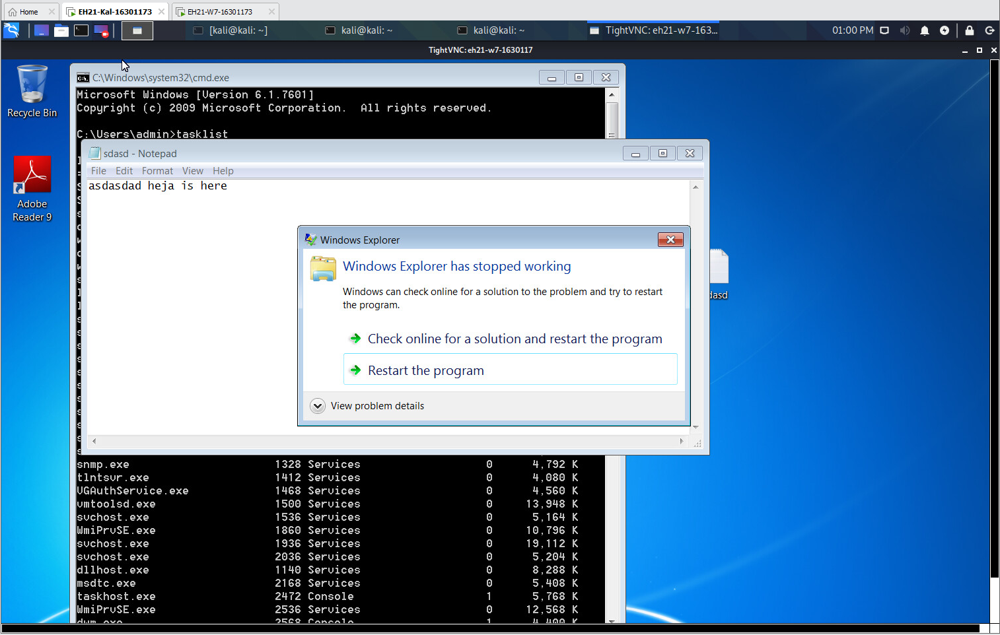 Home
EH21-Kal-16301173
EH21-W7-16301173
[kali@kali: ~]
kali@kali: ~
kali@kali: ~
TightVNC: eh21-w7-163...
01:00 PM
TightVNC: eh21-w7-1630117
Recycle Bin
Adobe
Reader 9
C:\Windows\system32\cmd.exe
Microsoft Windows [Version 6.1.7601]
Copyright (c) 2009 Microsoft Corporation.  All rights reserved.
C:\Users\admin>tasklist
sdasd - Notepad
File Edit Format View Help
asdasdad heja is here
Windows Explorer
Windows Explorer has stopped working
Windows can check online for a solution to the problem and try to restart
the program.
Check online for a solution and restart the program
Restart the program
View problem details
dasd
snmp.exe 1328 Services 0 4,792 K
tlntsvr.exe 1412 Services 0 4,080 K
VGAuthService.exe 1468 Services 0 4,560 K
vmtoolsd.exe 1500 Services 0 13,948 K
svchost.exe 1536 Services 0 5,164 K
WmiPrvSE.exe 1860 Services 0 10,796 K
svchost.exe 1936 Services 0 19,112 K
svchost.exe 2036 Services 0 5,204 K
dllhost.exe 1140 Services 0 8,288 K
msdtc.exe 2168 Services 0 5,408 K
taskhost.exe 2472 Console 1 5,768 K
WmiPrvSE.exe 2536 Services 0 12,568 K
dwm.exe 2568 Console 1 4,400 K